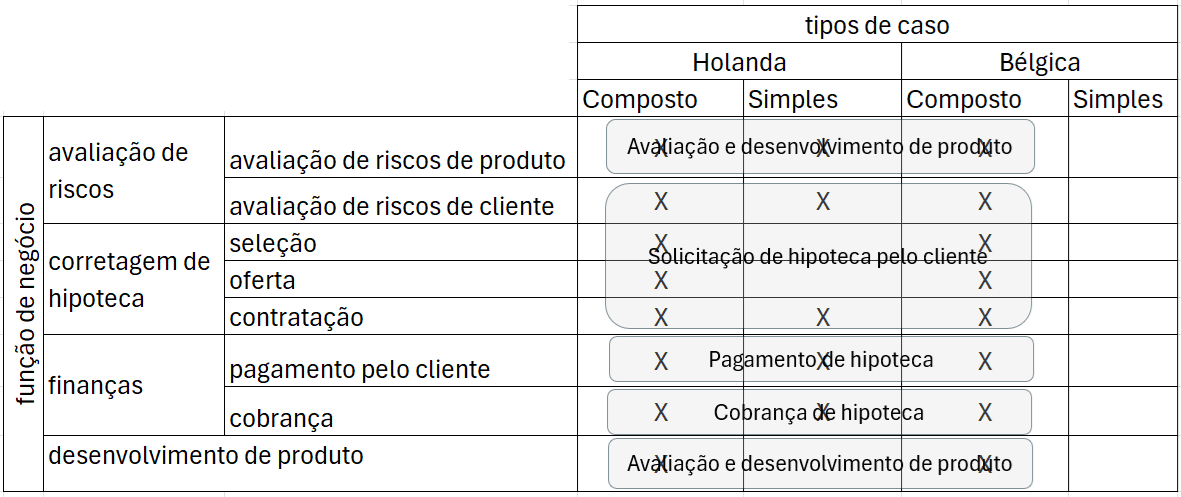 tipos de caso
Holanda Bélgica
Composto Simples Composto Simples
função de negócio
avaliação de
riscos
avaliação de riscos de produto
X X X
Avaliação e desenvolvimento de produto
avaliação de riscos de cliente
X X X
corretagem de
hipoteca
seleção
X X
Solicitação de hipoteca pelo cliente
oferta
X X
contratação
X X X
finanças
pagamento pelo cliente
X X X
Pagamento de hipoteca
cobrança
X X X
Cobrança de hipoteca
desenvolvimento de produto
X X
Avaliação e desenvolvimento de produto